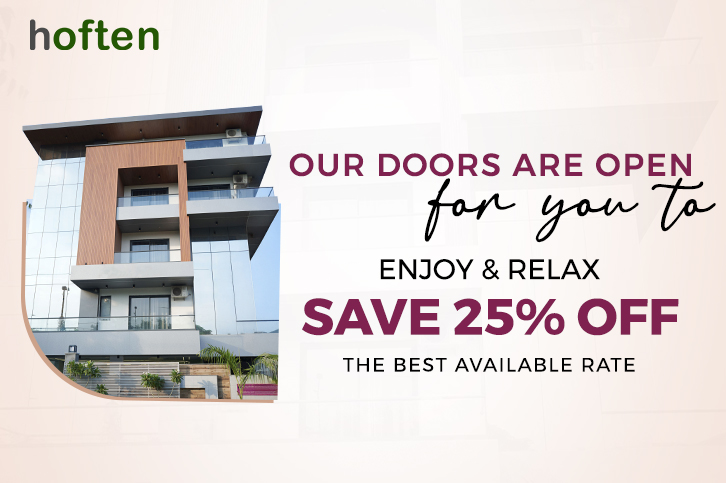 hoften
OUR DOORS ARE OPEN
for you to
ENJOY & RELAX
SAVE 25% OFF
THE BEST AVAILABLE RATE